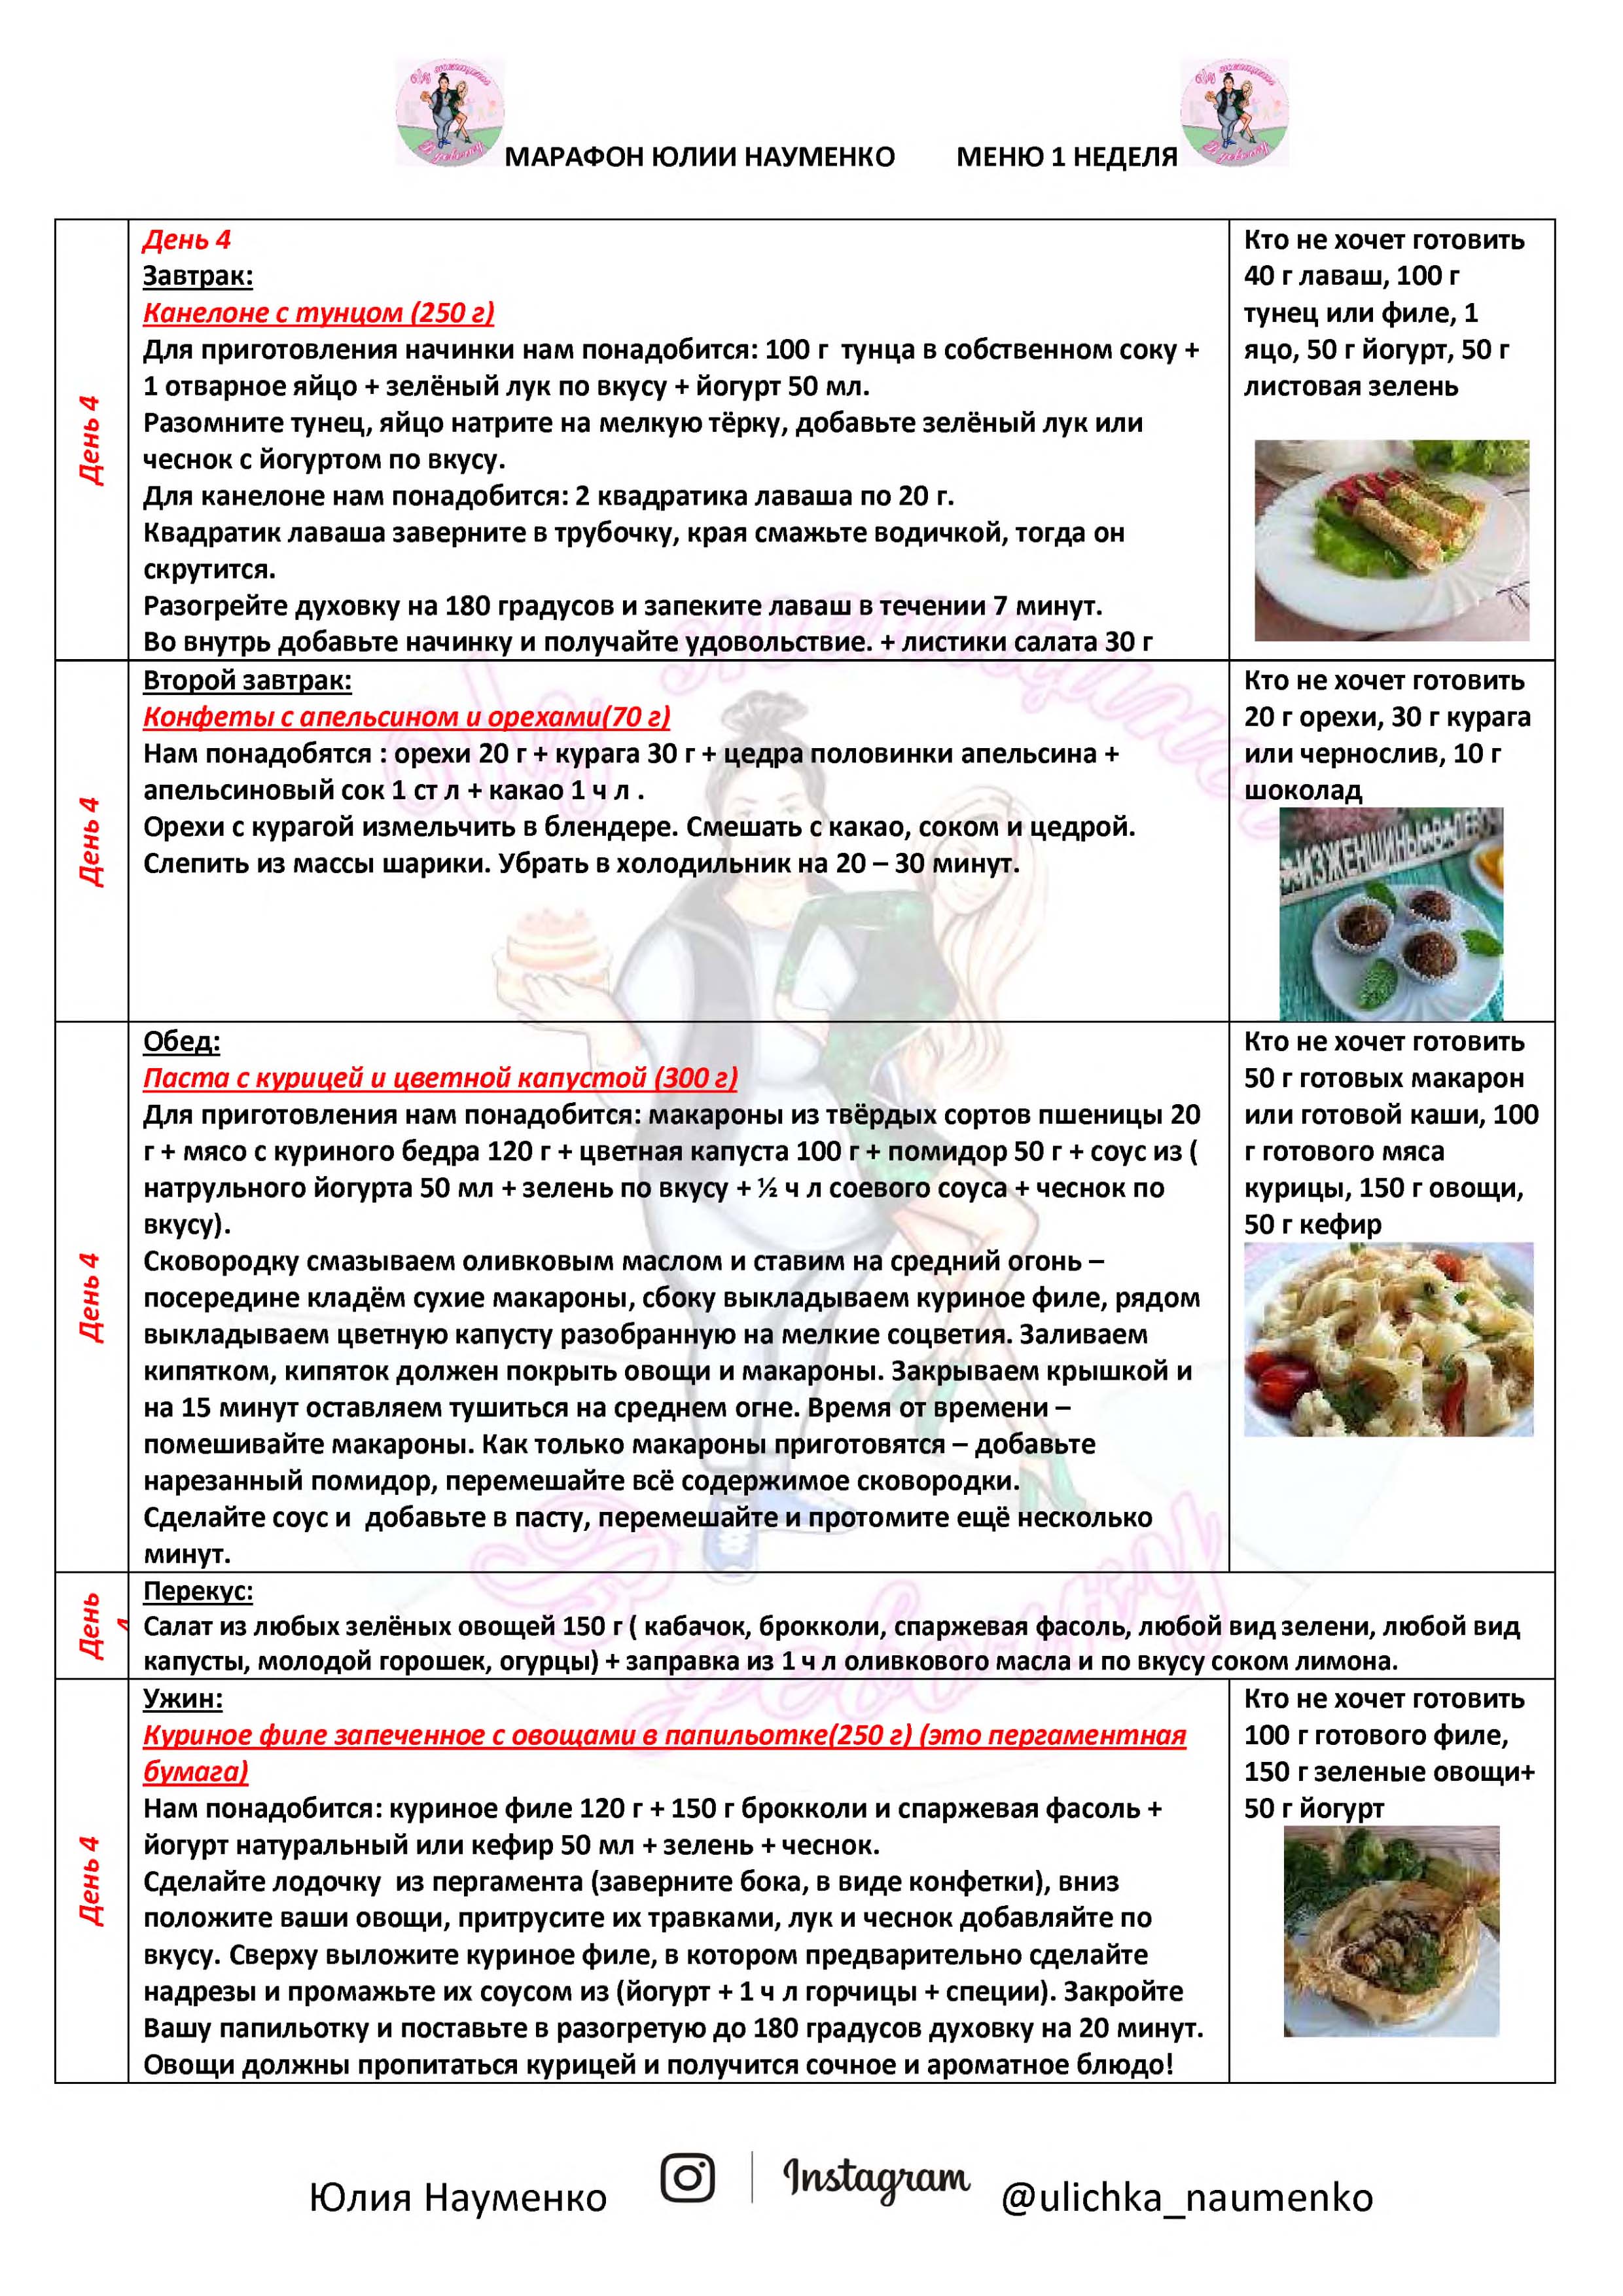 МАРАФОН ЮЛИИ НАУМЕНКО МЕНЮ 1 НЕДЕЛЯ
День 4
День 4
Завтрак:
Канелоне с тунцом (250 г)
Для приготовления начинки нам понадобится: 100 г тунца в собственном соку +
1 отварное яйцо + зелёный лук по вкусу + йогурт 50 мл.
Разомните тунец, яйцо натрите на мелкую тёрку, добавьте зелёный лук или
чеснок с йогуртом по вкусу.
Для канелоне нам понадобится: 2 квадратика лаваша по 20 г.
Квадратик лаваша заверните в трубочку, края смажьте водичкой, тогда он
скрутится.
Разогрейте духовку на 180 градусов и запеките лаваш в течении 7 минут.
Во внутрь добавьте начинку и получайте удовольствие. + листики салата 30 г
Кто не хочет готовить
40 г лаваш, 100 г
тунец или филе, 1
яцо, 50 г йогурт, 50 г
листовая зелень
День 4
Второй завтрак:
Конфеты с апельсином и орехами(70 г)
Нам понадобятся : орехи 20 г + курага 30 г + цедра половинки апельсина +
апельсиновый сок 1 ст л + какао 1 ч л .
Орехи с курагой измельчить в блендере. Смешать с какао, соком и цедрой.
Слепить из массы шарики. Убрать в холодильник на 20 – 30 минут.
Кто не хочет готовить
20 г орехи, 30 г курага
или чернослив, 10 г
шоколад
День 4
Обед:
Паста с курицей и цветной капустой (300 г)
Для приготовления нам понадобится: макароны из твёрдых сортов пшеницы 20
г + мясо с куриного бедра 120 г + цветная капуста 100 г + помидор 50 г + соус из (
натрульного йогурта 50 мл + зелень по вкусу + ½ ч л соевого соуса + чеснок по
вкусу).
Сковородку смазываем оливковым маслом и ставим на средний огонь –
посередине кладём сухие макароны, сбоку выкладываем куриное филе, рядом
выкладываем цветную капусту разобранную на мелкие соцветия. Заливаем
кипятком, кипяток должен покрыть овощи и макароны. Закрываем крышкой и
на 15 минут оставляем тушиться на среднем огне. Время от времени –
помешивайте макароны. Как только макароны приготовятся – добавьте
нарезанный помидор, перемешайте всё содержимое сковородки.
Сделайте соус и добавьте в пасту, перемешайте и протомите ещё несколько
минут.
Кто не хочет готовить
50 г готовых макарон
или готовой каши, 100
г готового мяса
курицы, 150 г овощи,
50 г кефир
День
Перекус:
Салат из любых зелёных овощей 150 г ( кабачок, брокколи, спаржевая фасоль, любой вид зелени, любой вид
капусты, молодой горошек, огурцы) + заправка из 1 ч л оливкового масла и по вкусу соком лимона.
День 4
Ужин:
Куриное филе запеченное с овощами в папильотке(250 г) (это пергаментная
бумага)
Нам понадобится: куриное филе 120 г + 150 г брокколи и спаржевая фасоль +
йогурт натуральный или кефир 50 мл + зелень + чеснок.
Сделайте лодочку из пергамента (заверните бока, в виде конфетки), вниз
положите ваши овощи, притрусите их травками, лук и чеснок добавляйте по
вкусу. Сверху выложите куриное филе, в котором предварительно сделайте
надрезы и промажьте их соусом из (йогурт + 1 ч л горчицы + специи). Закройте
Вашу папильотку и поставьте в разогретую до 180 градусов духовку на 20 минут.
Овощи должны пропитаться курицей и получится сочное и ароматное блюдо!
Кто не хочет готовить
100 г готового филе,
150 г зеленые овощи+
50 г йогурт
Юлия Науменко Instagram @ulichka_naumenko